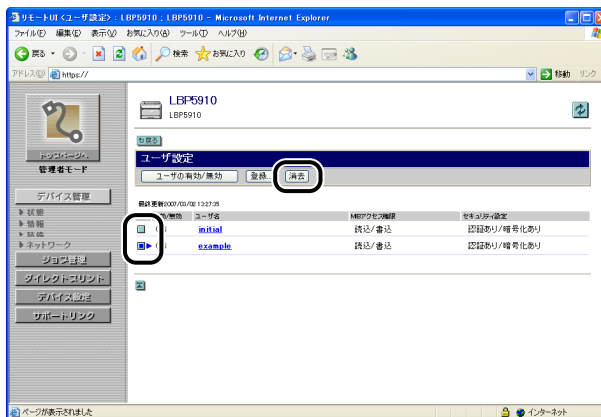 リモートUI <ユーザ設定> : LBP5910 ; LBP5910 - Microsoft Internet Explorer
ファイル(F) 編集(E) 表示(V) お気に入り(A) ツール(T) ヘルプ(H)
戻る 検索 お気に入り
アドレス(D) https:// 移動 リンク
LBP5910
LBP5910
トップページへ
管理者モード
デバイス管理
状態
情報
ネットワーク
ジョブ管理
ダイレクトプリント
デバイス設定
サポートリンク
戻る
ユーザ設定
ユーザの有効/無効 登録... 消去
最終更新2007/03/02 13:27:35
/無効 ユーザ名 MIBアクセス権限 セキュリティ設定
initial 読込/書込 認証あり/暗号化あり
example 読込/書込 認証あり/暗号化あり
ページが表示されました インターネット